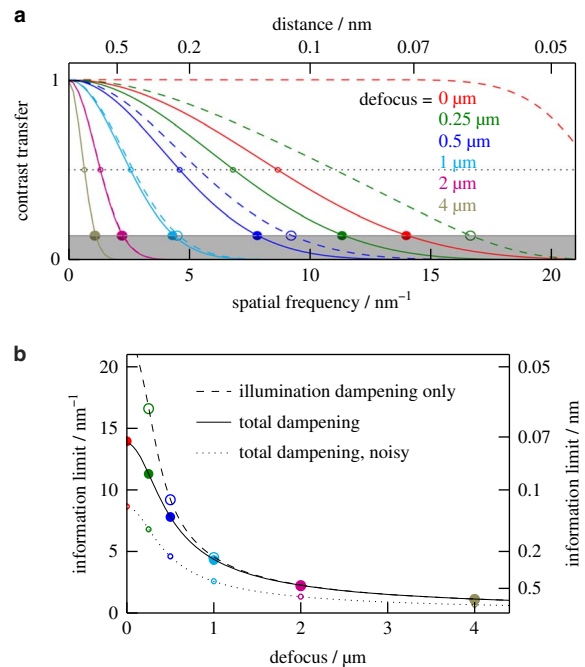 a
distance / nm
0.5 0.2 0.1 0.07 0.05
1
0
contrast transfer
defocus = 0 μm
0.25 μm
0.5 μm
1 μm
2 μm
4 μm
0 5 10 15 20
spatial frequency / nm⁻¹
b
20
15
10
5
0
information limit / nm⁻¹
illumination dampening only
total dampening
total dampening, noisy
0.05
0.07
0.1
0.2
0.5
information limit / nm
0 1 2 3 4
defocus / μm